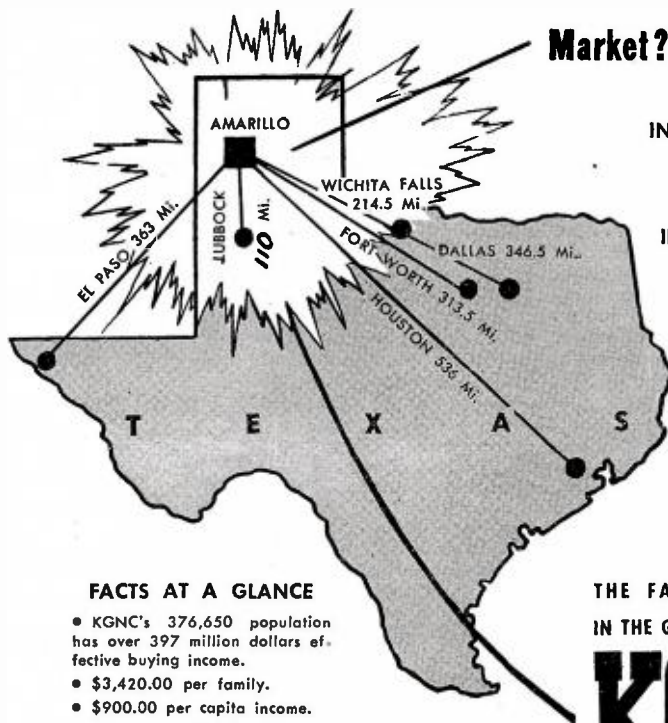 Market?
IN
AMARILLO
WICHITA FALLS
214.5 Mi.
EL PASO 363 Mi.
LUBBOCK
110 Mi.
DALLAS 346.5 Mi.
FORT WORTH 313.5 Mi.
HOUSTON 536 Mi.
T E X A S
FACTS AT A GLANCE
• KGNC's 376,650 population
has over 397 million dollars ef-
fective buying income.
• $3,420.00 per family.
• $900.00 per capita income.
THE FA
IN THE G